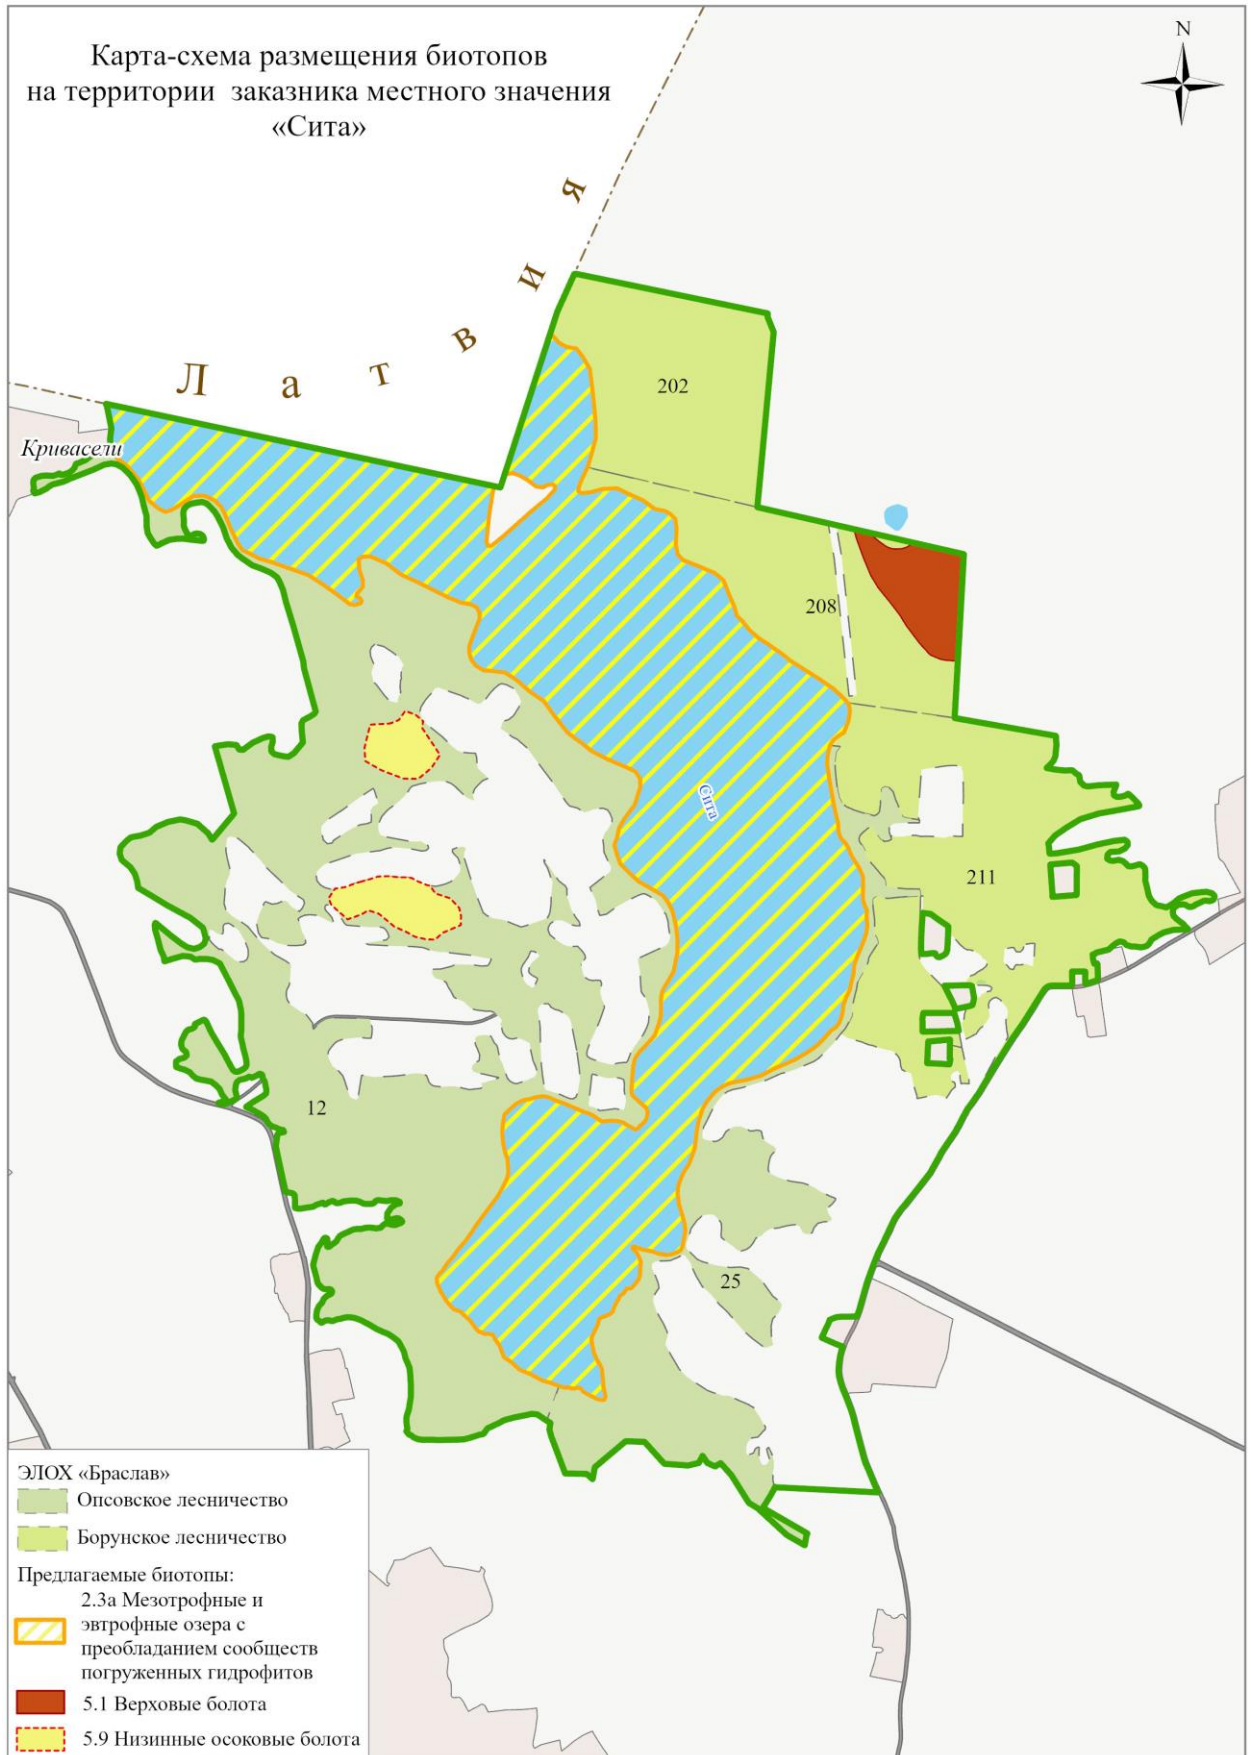 Карта-схема размещения биотопов
на территории заказника местного значения
«Сита»
N
Латвия
202
Кривасели
208
Сита
211
12
25
ЭЛОХ «Браслав»
Опсовское лесничество
Борунское лесничество
Предлагаемые биотопы:
2.3а Мезотрофные и
эвтрофные озера с
преобладанием сообществ
погруженных гидрофитов
5.1 Верховые болота
5.9 Низинные осоковые болота